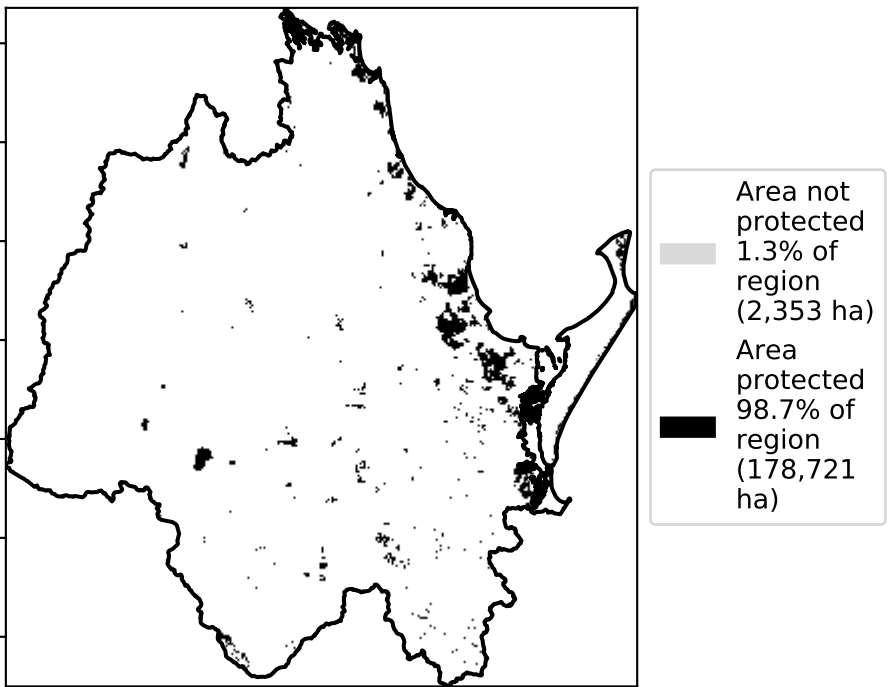 Area not
protected
1.3% of
region
(2,353 ha)
Area
protected
98.7% of
region
(178,721
ha)